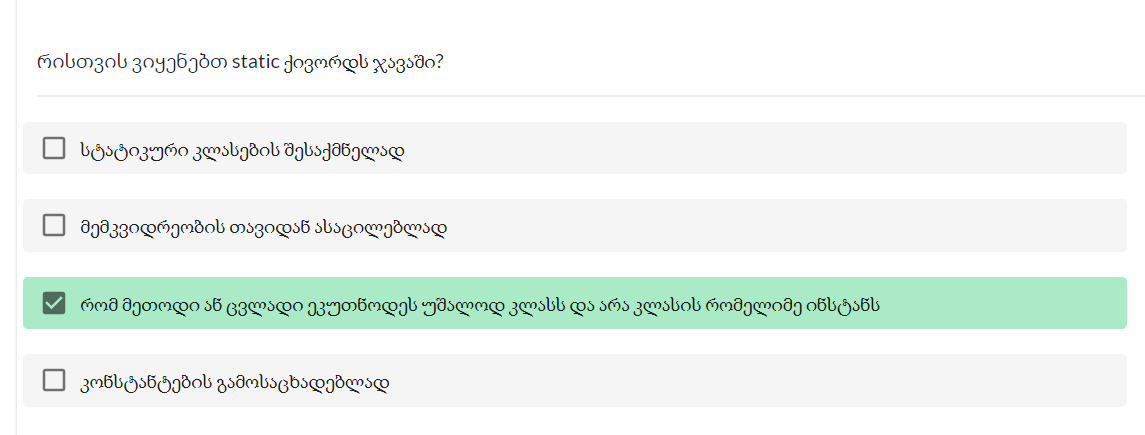 რისთვის ვიყენებთ static ქივორდს ჯავაში?
სტატიკური კლასების შესაქმნელად
მემკვიდრეობის თავიდან ასაცილებლად
რომ მეთოდი ან ცვლადი ეკუთნოდეს უშალოდ კლასს და არა კლასის რომელიმე ინსტანს
კონსტანტების გამოსაცხადებლად